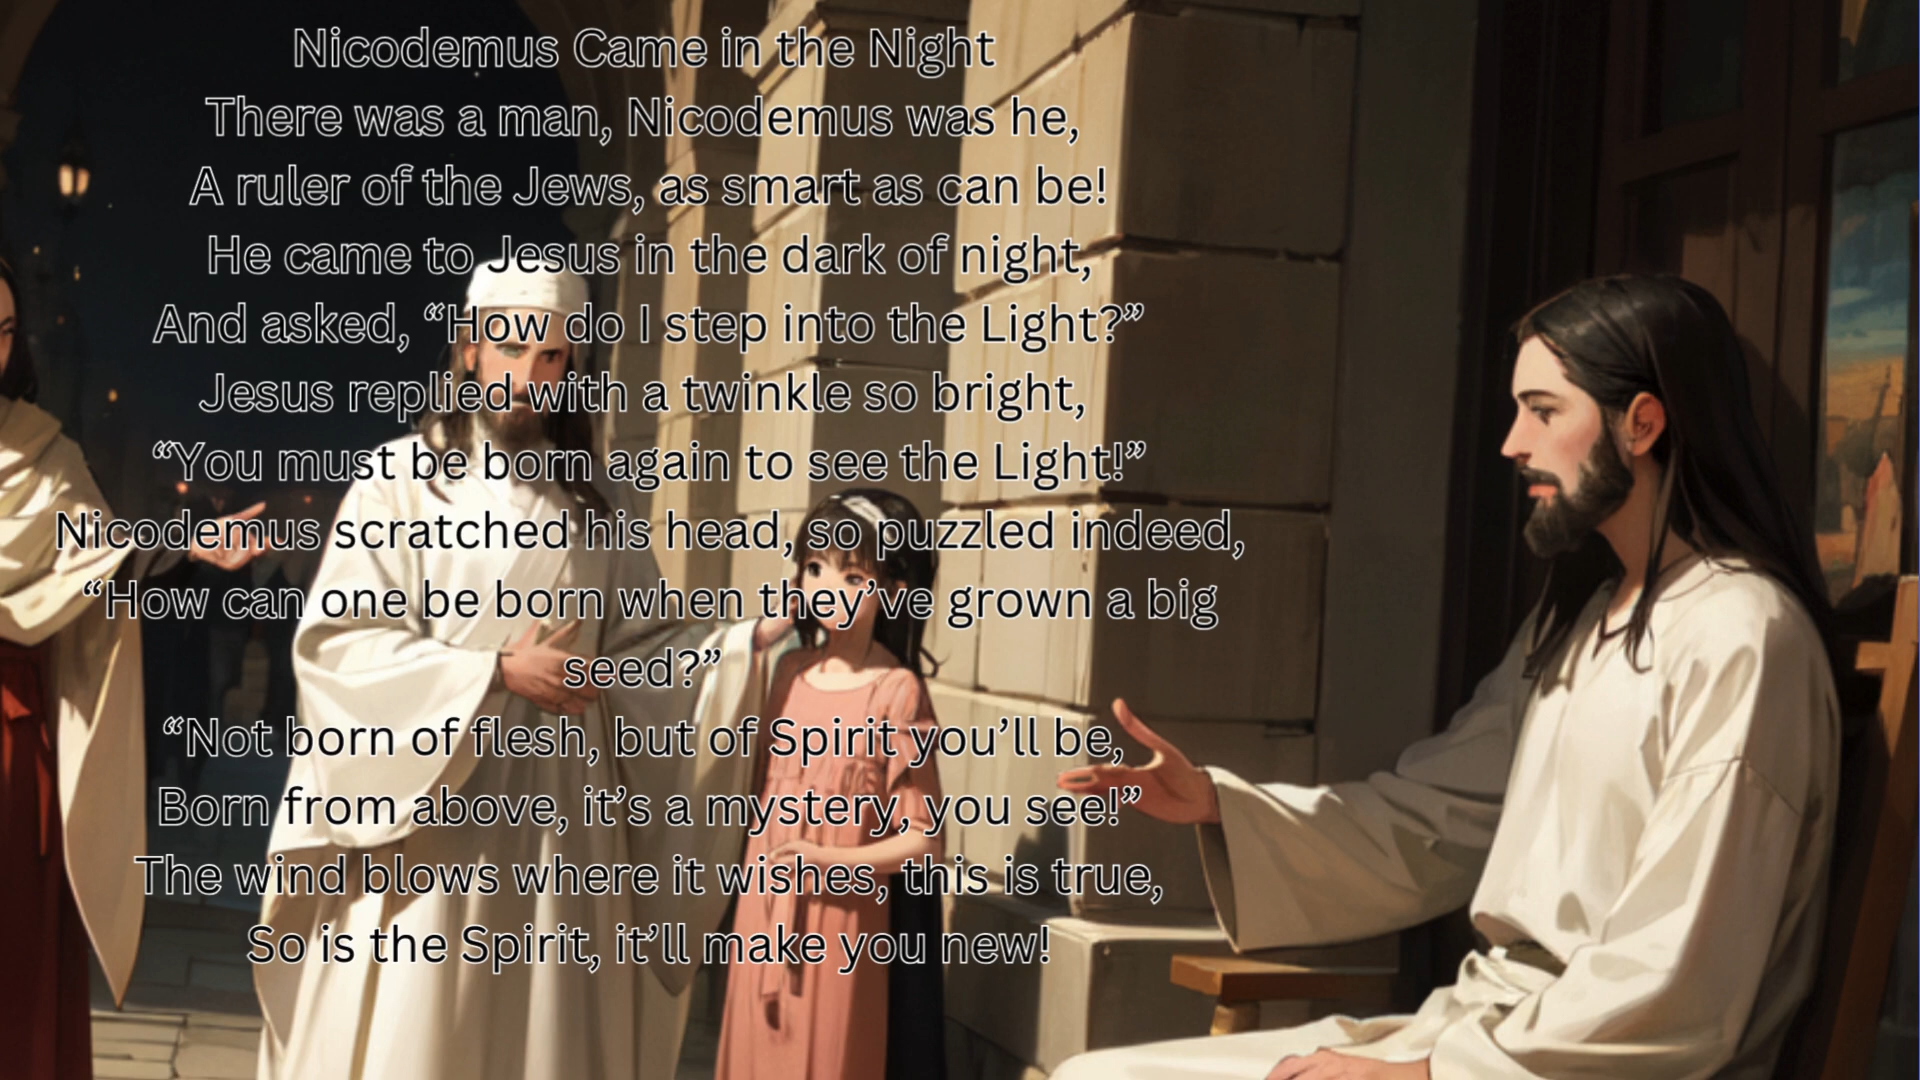 Nicodemus Came in the Night
There was a man, Nicodemus was he,
A ruler of the Jews, as smart as can be!
He came to Jesus in the dark of night,
And asked, “How do I step into the Light?”
Jesus replied with a twinkle so bright,
“You must be born again to see the Light!”
Nicodemus scratched his head, so puzzled indeed,
“How can one be born when they’ve grown a big
seed?”
“Not born of flesh, but of Spirit you’ll be,
Born from above, it’s a mystery, you see!”
The wind blows where it wishes, this is true,
So is the Spirit, it’ll make you new!